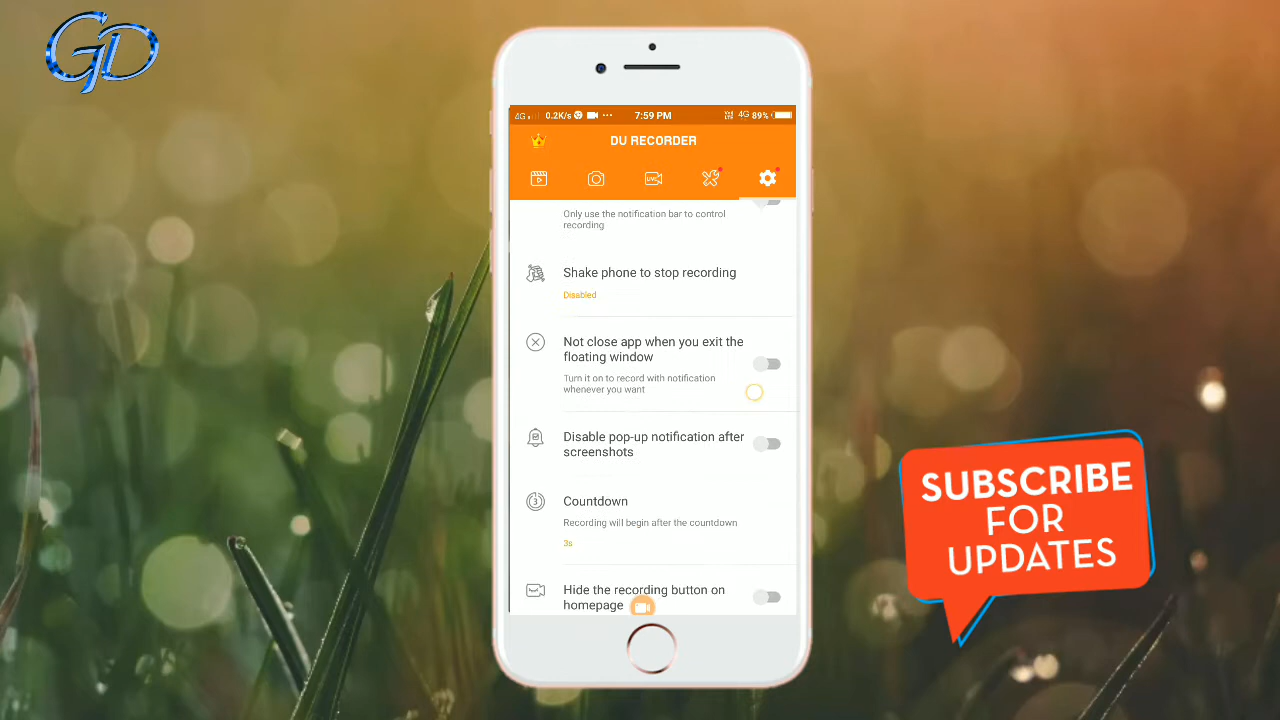 GD
4G 0.2K/s ··· 7:59 PM 4G 89%
DU RECORDER
LIVE
Only use the notification bar to control
recording
Shake phone to stop recording
Disabled
Not close app when you exit the
floating window
Turn it on to record with notification
whenever you want
Disable pop-up notification after
screenshots
3
Countdown
Recording will begin after the countdown
3s
Hide the recording button on
homepage
SUBSCRIBE
FOR
UPDATES